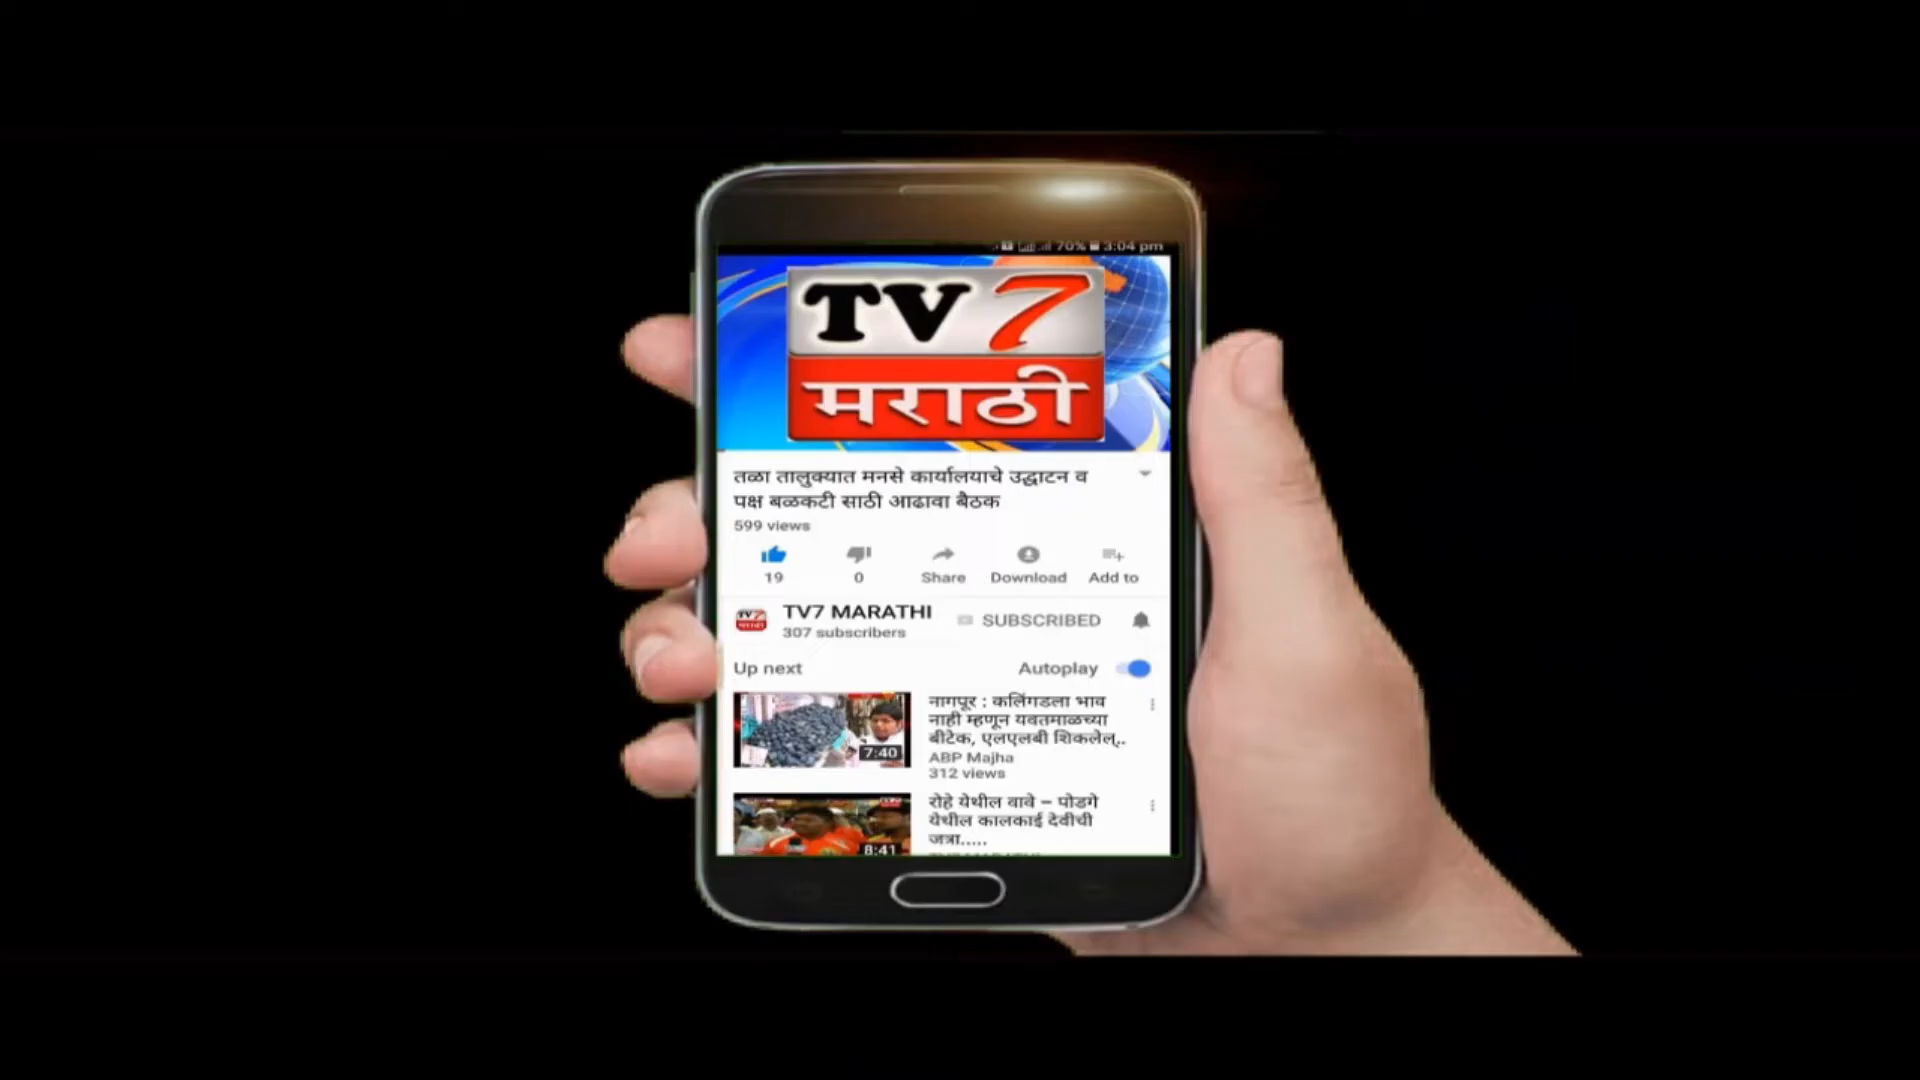 70% 3:04 pm
TV 7
मराठी
तळा तालुक्यात मनसे कार्यालयाचे उद्घाटन व
पक्ष बळकटी साठी आढावा बैठक
599 views
19
0
Share
Download
Add to
TV7 MARATHI
307 subscribers
SUBSCRIBED
Up next
Autoplay
7:40
नागपूर : कलिंगडला भाव
नाही म्हणून यवतमाळच्या
बीटेक, एलएलबी शिकलेल्..
ABP Majha
312 views
8:41
रोहे येथील वावे – पोडगे
येथील कालकाई देवीची
जत्रा.....